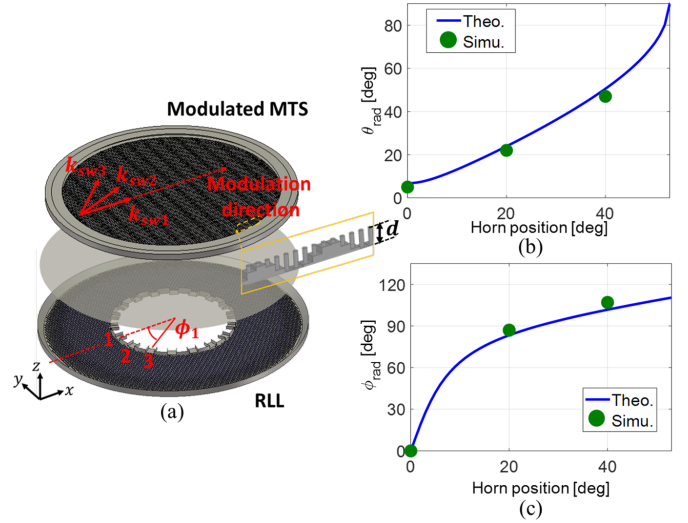 Modulated MTS
k_sw3
k_sw2
k_sw1
Modulation
direction
d
ϕ1
1
2
3
z
y
x
(a)
RLL
θ_rad [deg]
80
60
40
20
0
0
20
40
Theo.
Simu.
Horn position [deg]
(b)
ϕ_rad [deg]
120
90
60
30
0
0
20
40
Theo.
Simu.
Horn position [deg]
(c)